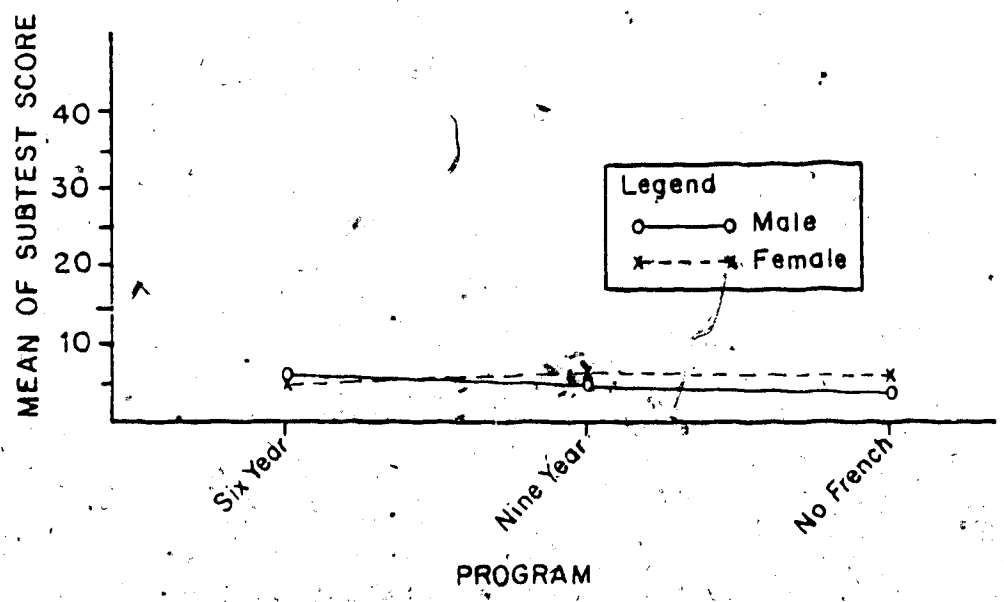 MEAN OF SUBTEST SCORE
40
30
20
10
Legend
Male
Female
Six Year
Nine Year
No French
PROGRAM